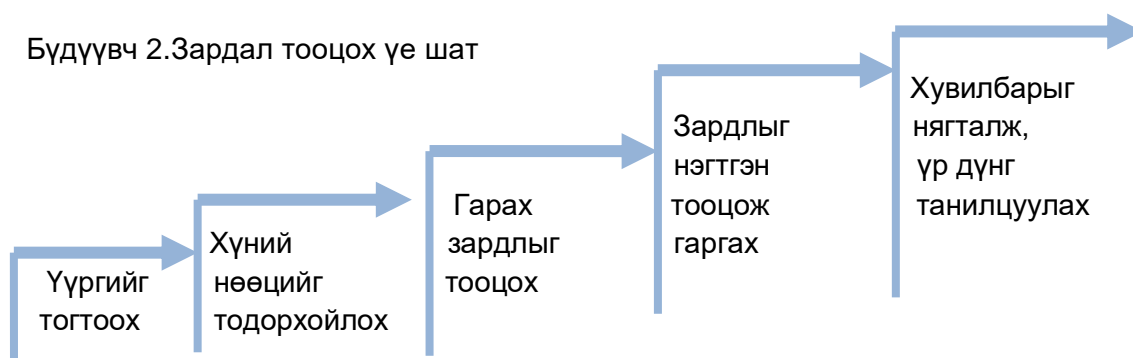 Бүдүүвч 2.Зардал тооцох үе шат
Үүргийг
тогтоох
Хүний
нөөцийг
тодорхойлох
Гарах
зардлыг
тооцох
Зардлыг
нэгтгэн
тооцож
гаргах
Хувилбарыг
нягталж,
үр дүнг
танилцуулах